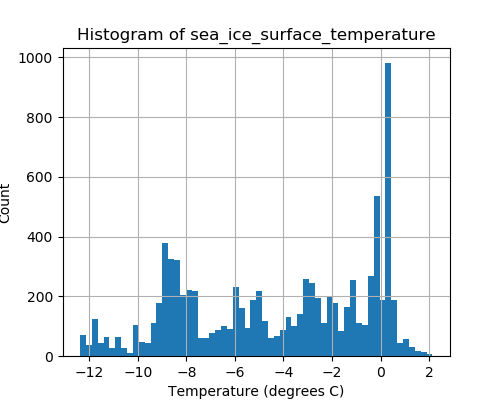 Histogram of sea_ice_surface_temperature
1000
800
600
400
200
0
Count
−12 −10 −8 −6 −4 −2 0 2
Temperature (degrees C)